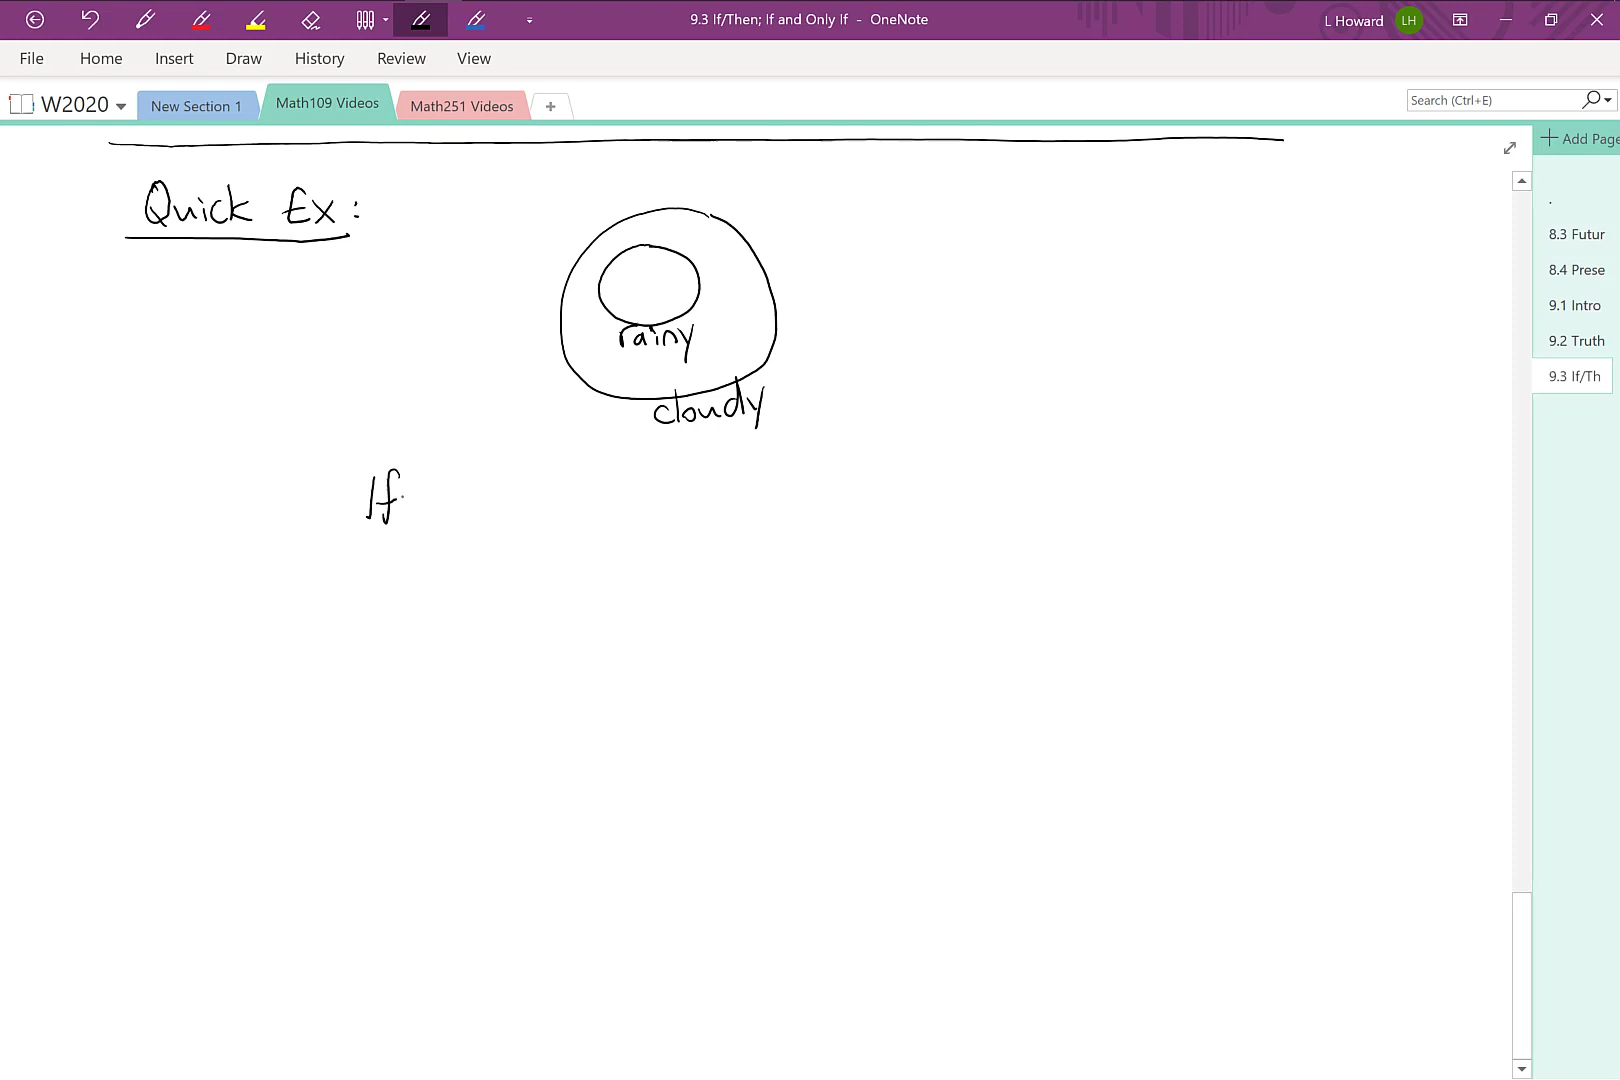 9.3 If/Then; If and Only If - OneNote
L Howard
LH
File Home Insert Draw History Review View
W2020
New Section 1
Math109 Videos
Math251 Videos
Search (Ctrl+E)
Add Page
Quick Ex:
rainy
cloudy
If
.
8.3 Futur
8.4 Prese
9.1 Intro
9.2 Truth
9.3 If/Th